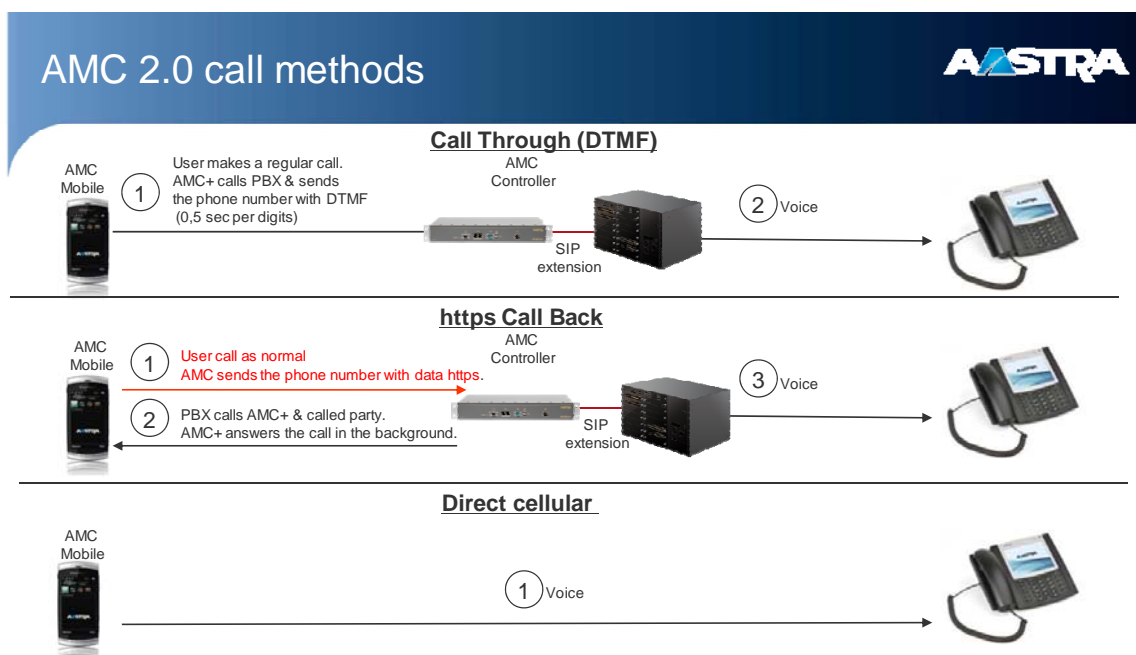 AMC 2.0 call methods
AASTRA
Call Through (DTMF)
AMC
Mobile
1
User makes a regular call.
AMC+ calls PBX & sends
the phone number with DTMF
(0,5 sec per digits)
AMC
Controller
SIP
extension
2
Voice
https Call Back
AMC
Mobile
1
User call as normal
AMC sends the phone number with data https.
2
PBX calls AMC+ & called party.
AMC+ answers the call in the background.
AMC
Controller
SIP
extension
3
Voice
Direct cellular
AMC
Mobile
1
Voice